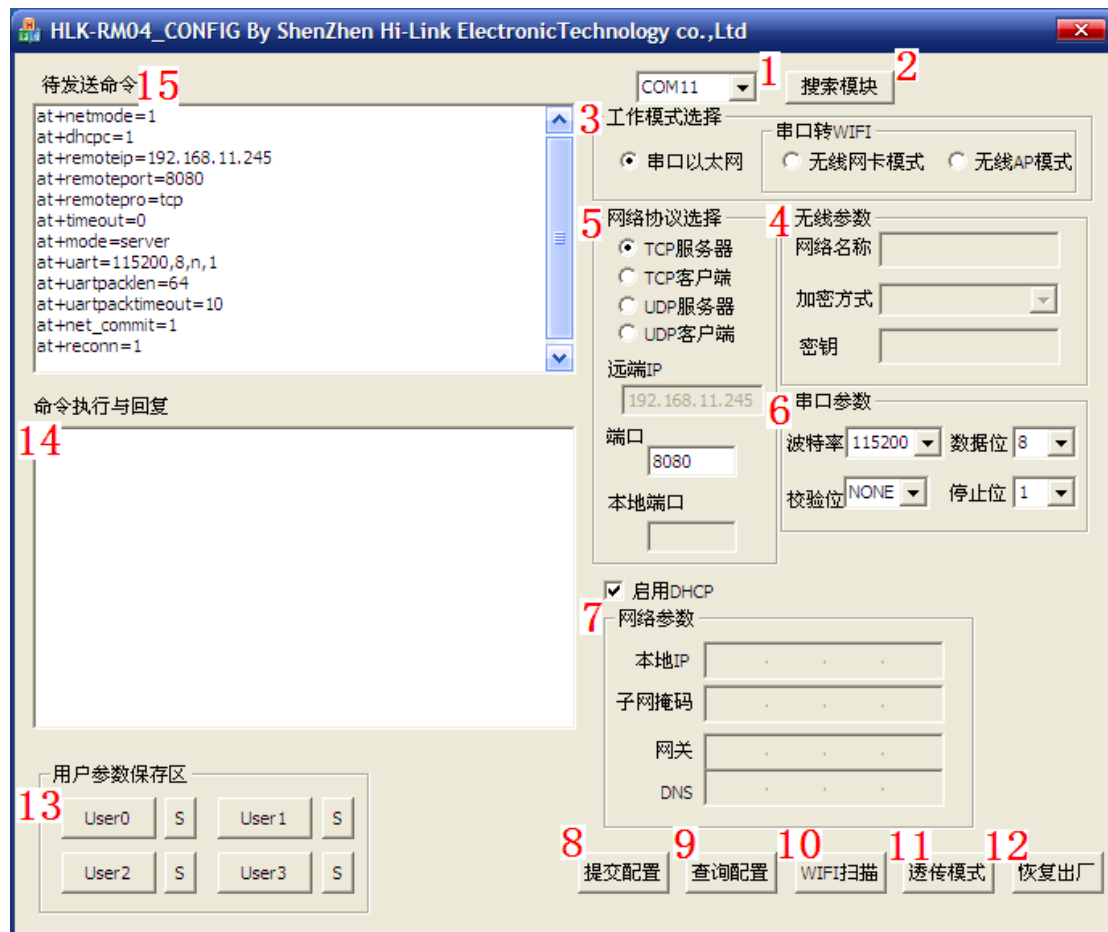 HLK-RM04_CONFIG By ShenZhen Hi-Link ElectronicTechnology co.,Ltd
待发送命令 15
at+netmode=1
at+dhcpc=1
at+remoteip=192.168.11.245
at+remoteport=8080
at+remotepro=tcp
at+timeout=0
at+mode=server
at+uart=115200,8,n,1
at+uartpacklen=64
at+uartpacktimeout=10
at+net_commit=1
at+reconn=1
命令执行与回复
14
用户参数保存区
13
User0 S User1 S
User2 S User3 S
COM11 1 搜索模块 2
3 工作模式选择
串口以太网
串口转WIFI
无线网卡模式 无线AP模式
5 网络协议选择
TCP服务器
TCP客户端
UDP服务器
UDP客户端
远端IP
192.168.11.245
端口
8080
本地端口
4 无线参数
网络名称
加密方式
密钥
6 串口参数
波特率 115200 数据位 8
校验位 NONE 停止位 1
启用DHCP
7 网络参数
本地IP
子网掩码
网关
DNS
8 9 10 11 12
提交配置 查询配置 WIFI扫描 透传模式 恢复出厂